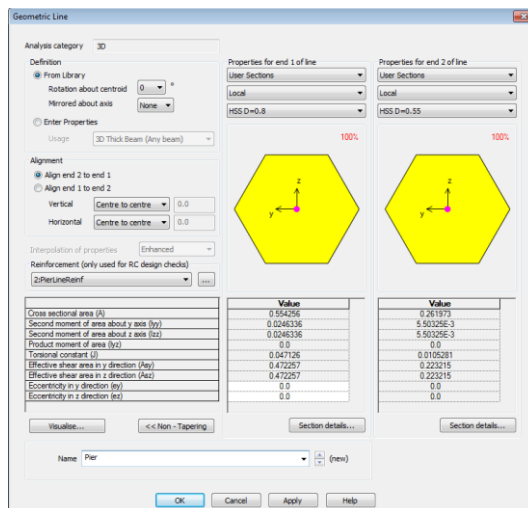 Geometric Line
Analysis category 3D
Definition
From Library
Rotation about centroid 0 °
Mirrored about axis None
Enter Properties
Usage 3D Thick Beam (Any beam)
Alignment
Align end 2 to end 1
Align end 1 to end 2
Vertical Centre to centre 0.0
Horizontal Centre to centre 0.0
Interpolation of properties Enhanced
Reinforcement (only used for RC design checks)
2:PierLineReinf ...
Properties for end 1 of line
User Sections
Local
HSS D=0.8
100%
z
y
Properties for end 2 of line
User Sections
Local
HSS D=0.55
100%
z
y
Value Value
Cross sectional area (A) 0.554256 0.261973
Second moment of area about y axis (Iyy) 0.0246336 5.50325E-3
Second moment of area about z axis (Izz) 0.0246336 5.50325E-3
Product moment of area (Iyz) 0.0 0.0
Torsional constant (J) 0.047126 0.0105281
Effective shear area in y direction (Asy) 0.472257 0.223215
Effective shear area in z direction (Asz) 0.472257 0.223215
Eccentricity in y direction (ey) 0.0 0.0
Eccentricity in z direction (ez) 0.0 0.0
Visualise... << Non - Tapering Section details... Section details...
Name Pier (new)
OK Cancel Apply Help